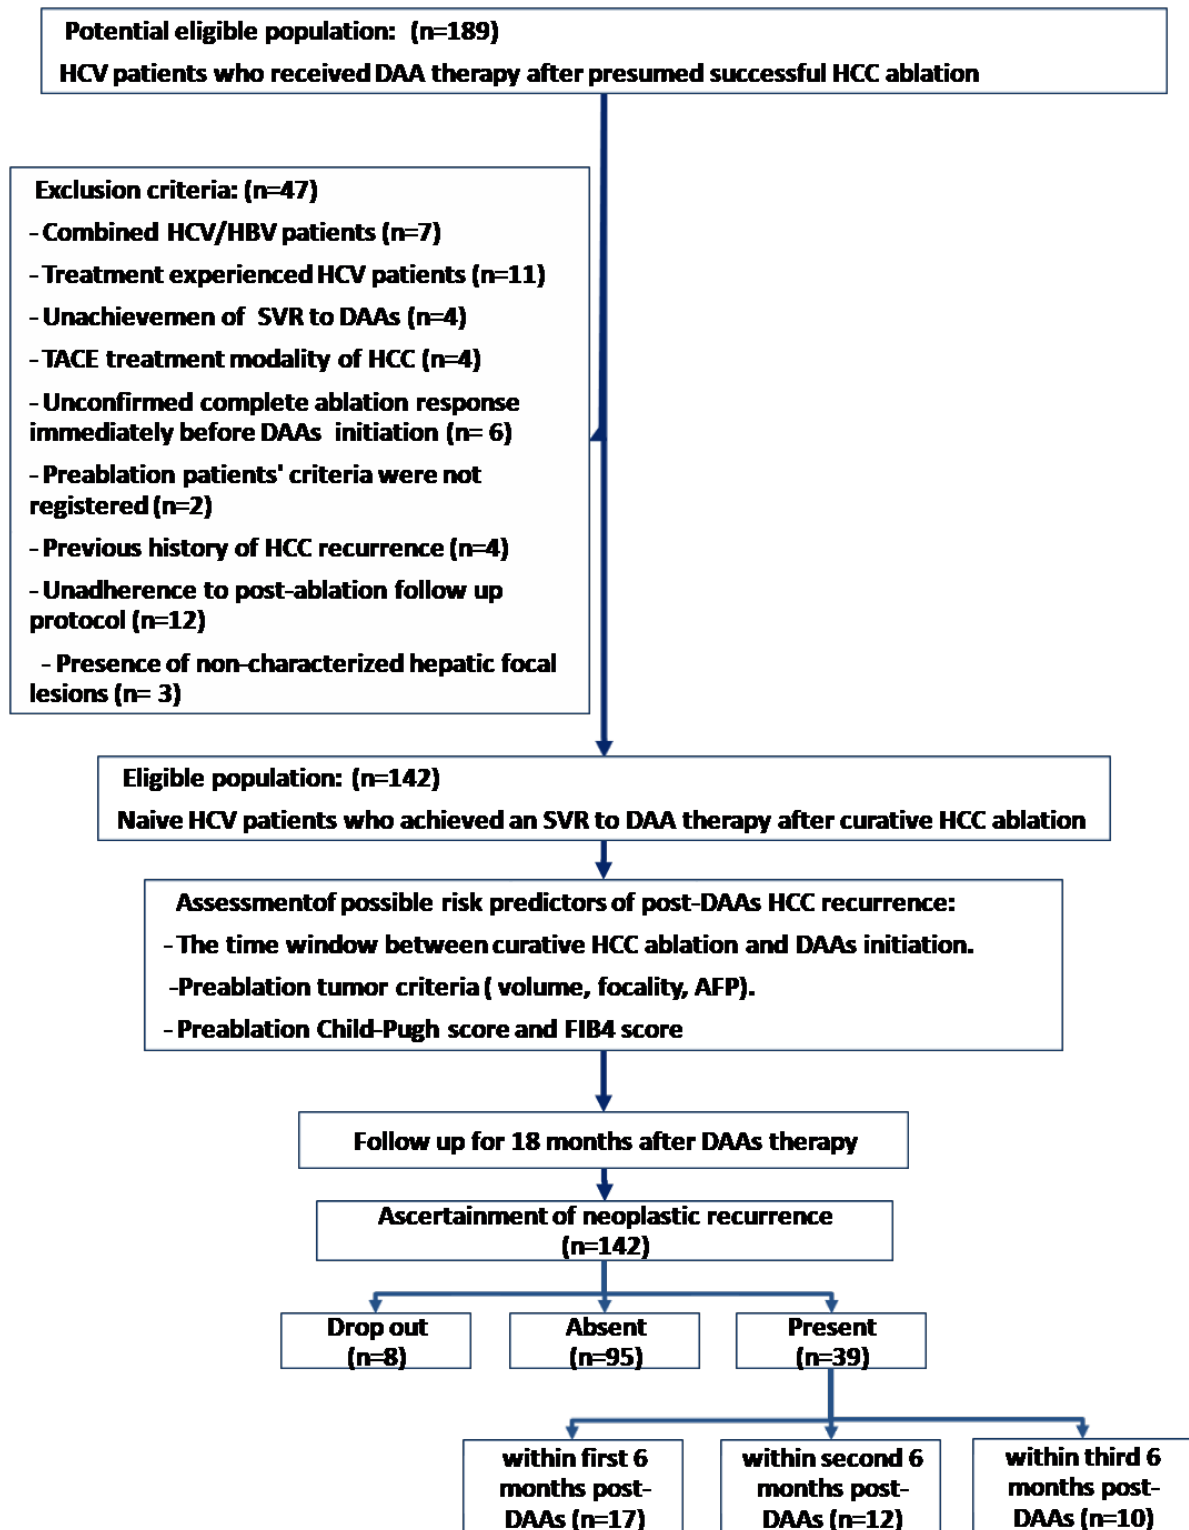 Potential eligible population: (n=189)
HCV patients who received DAA therapy after presumed successful HCC ablation
Exclusion criteria: (n=47)
- Combined HCV/HBV patients (n=7)
- Treatment experienced HCV patients (n=11)
- Unachievemen of SVR to DAAs (n=4)
- TACE treatment modality of HCC (n=4)
- Unconfirmed complete ablation response
immediately before DAAs initiation (n= 6)
- Preablation patients' criteria were not
registered (n=2)
- Previous history of HCC recurrence (n=4)
- Unadherence to post-ablation follow up
protocol (n=12)
- Presence of non-characterized hepatic focal
lesions (n= 3)
Eligible population: (n=142)
Naive HCV patients who achieved an SVR to DAA therapy after curative HCC ablation
Assessmentof possible risk predictors of post-DAAs HCC recurrence:
- The time window between curative HCC ablation and DAAs initiation.
-Preablation tumor criteria ( volume, focality, AFP).
- Preablation Child-Pugh score and FIB4 score
Follow up for 18 months after DAAs therapy
Ascertainment of neoplastic recurrence
(n=142)
Drop out
(n=8)
Absent
(n=95)
Present
(n=39)
within first 6
months post-
DAAs (n=17)
within second 6
months post-
DAAs (n=12)
within third 6
months post-
DAAs (n=10)